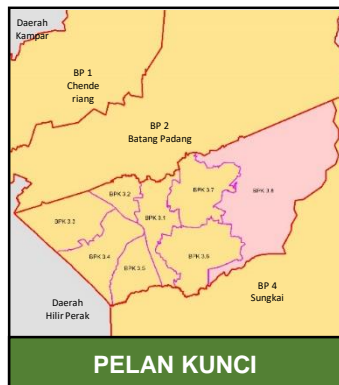 Daerah
Kampar
BP 1
Chende
riang
BP 2
Batang Padang
BPK 3.2
BPK 3.7
BPK 3.8
BPK 3.3
BPK 3.1
BPK 3.4
BPK 3.6
BPK 3.5
BP 4
Sungkai
Daerah
Hilir Perak
PELAN KUNCI